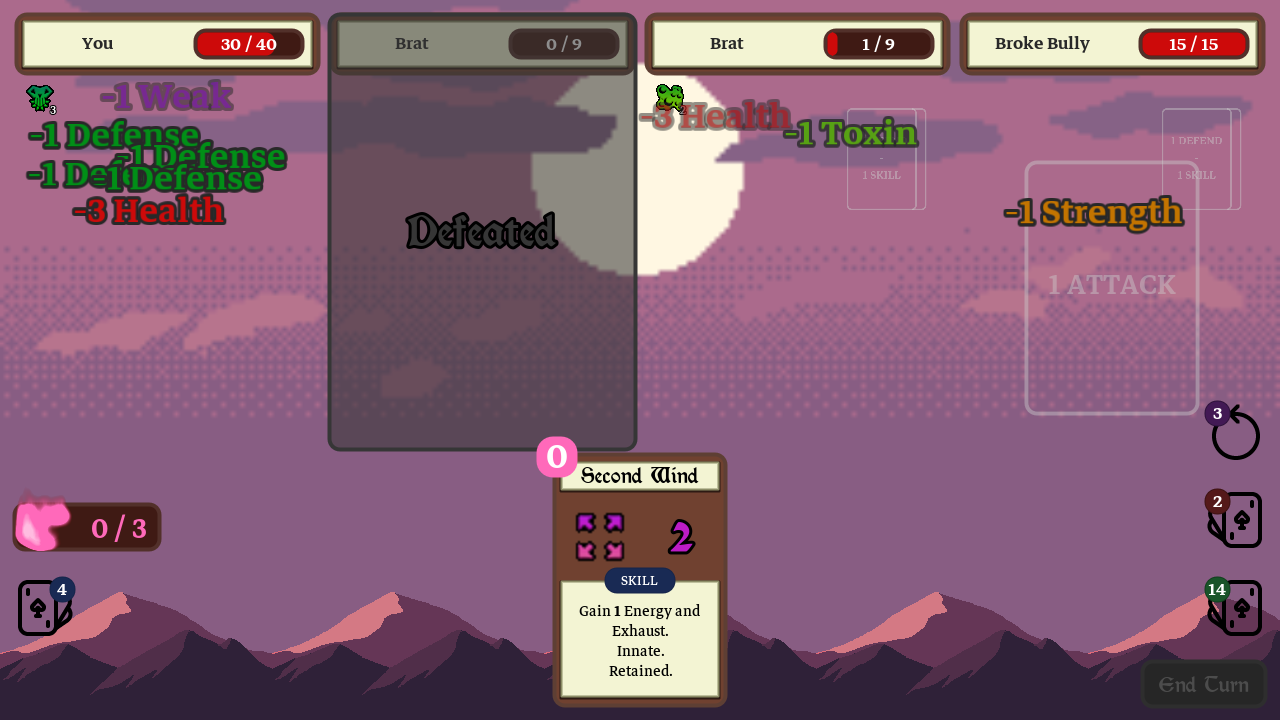 You
30 / 40
Brat
0 / 9
Brat
1 / 9
Broke Bully
15 / 15
3
-1 Weak
-1 Defense
-1 Defense
-1 Defense
-3 Health
-3 Health
-1 Toxin
1 SKILL
1 DEFEND
-
1 SKILL
-1 Strength
1 ATTACK
Defeated
3
2
14
0 / 3
4
0
Second Wind
2
SKILL
Gain 1 Energy and
Exhaust.
Innate.
Retained.
End Turn